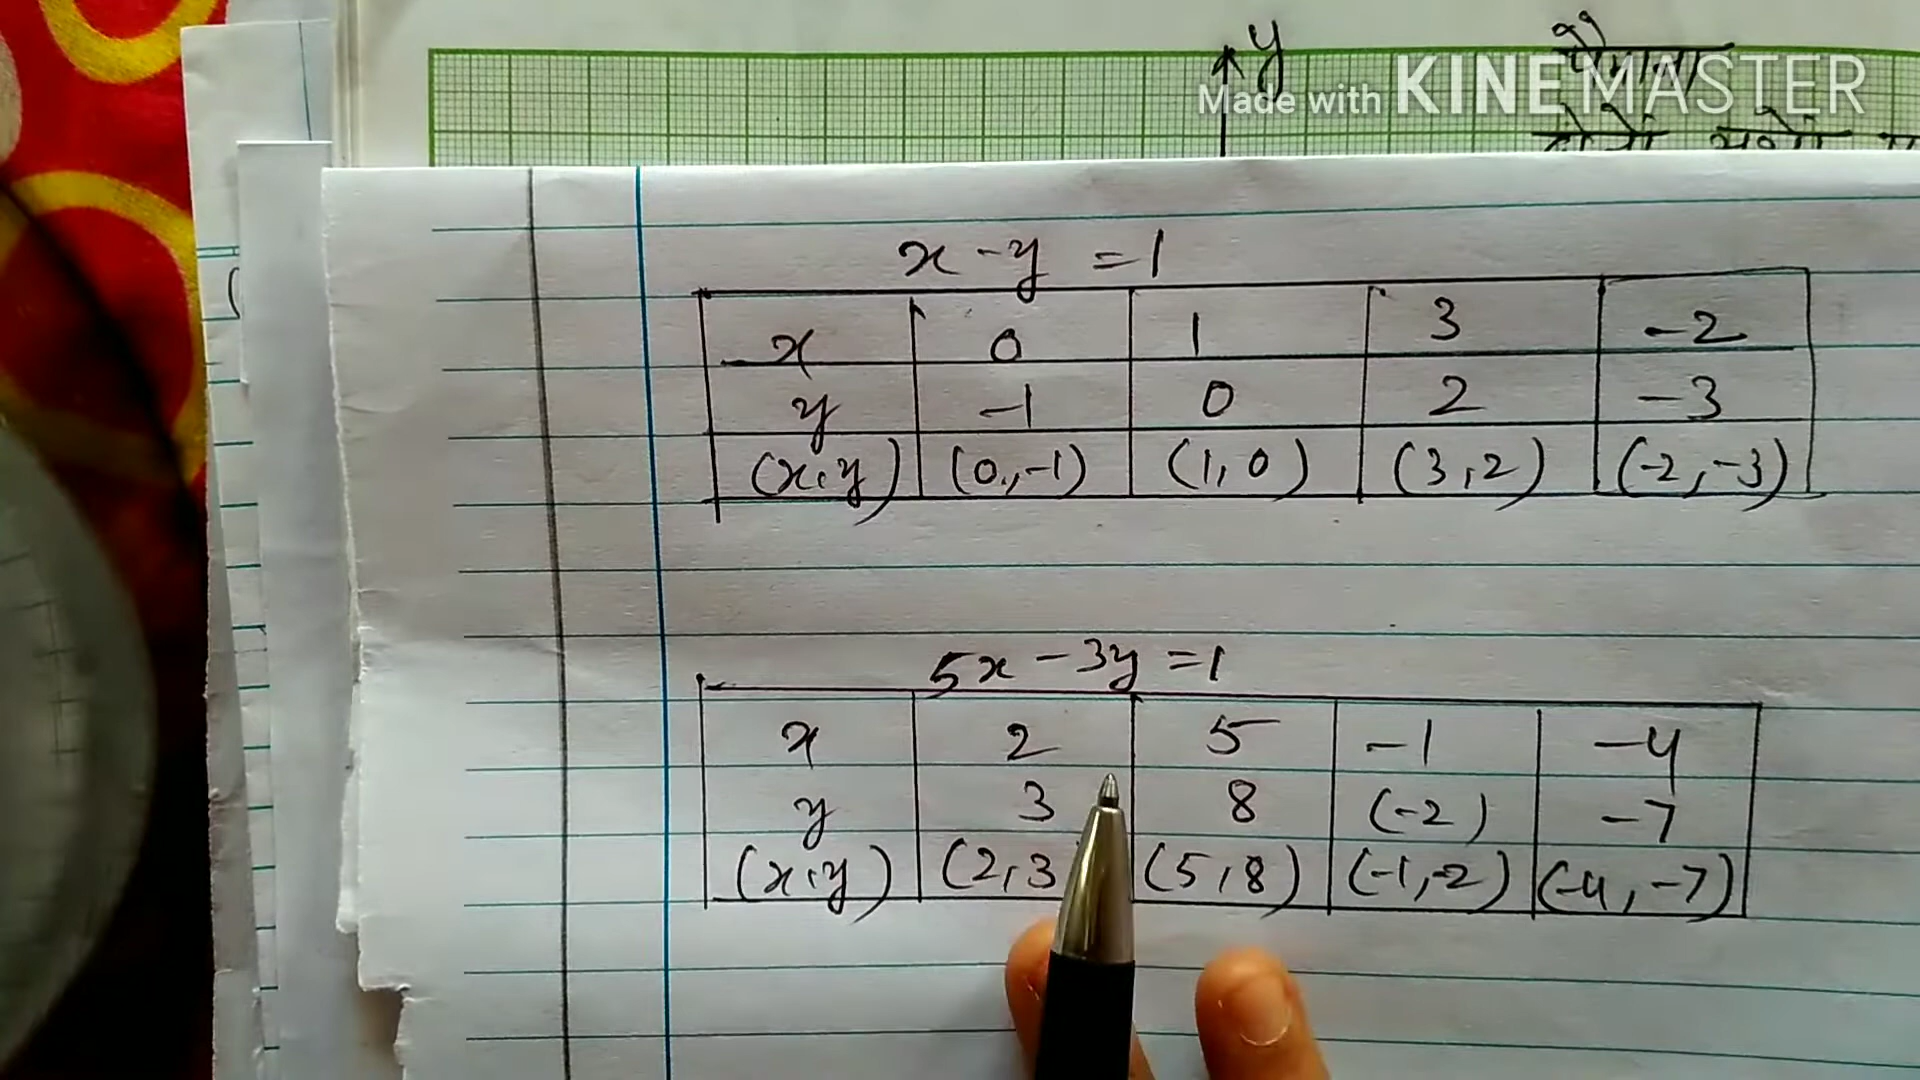 y
Made with KINEMASTER
x - y = 1
x 0 1 3 -2
y -1 0 2 -3
(x,y) (0,-1) (1,0) (3,2) (-2,-3)
5x - 3y = 1
x 2 5 -1 -4
y 3 8 (-2) -7
(x,y) (2,3 (5,8) (-1,-2) (-4,-7)